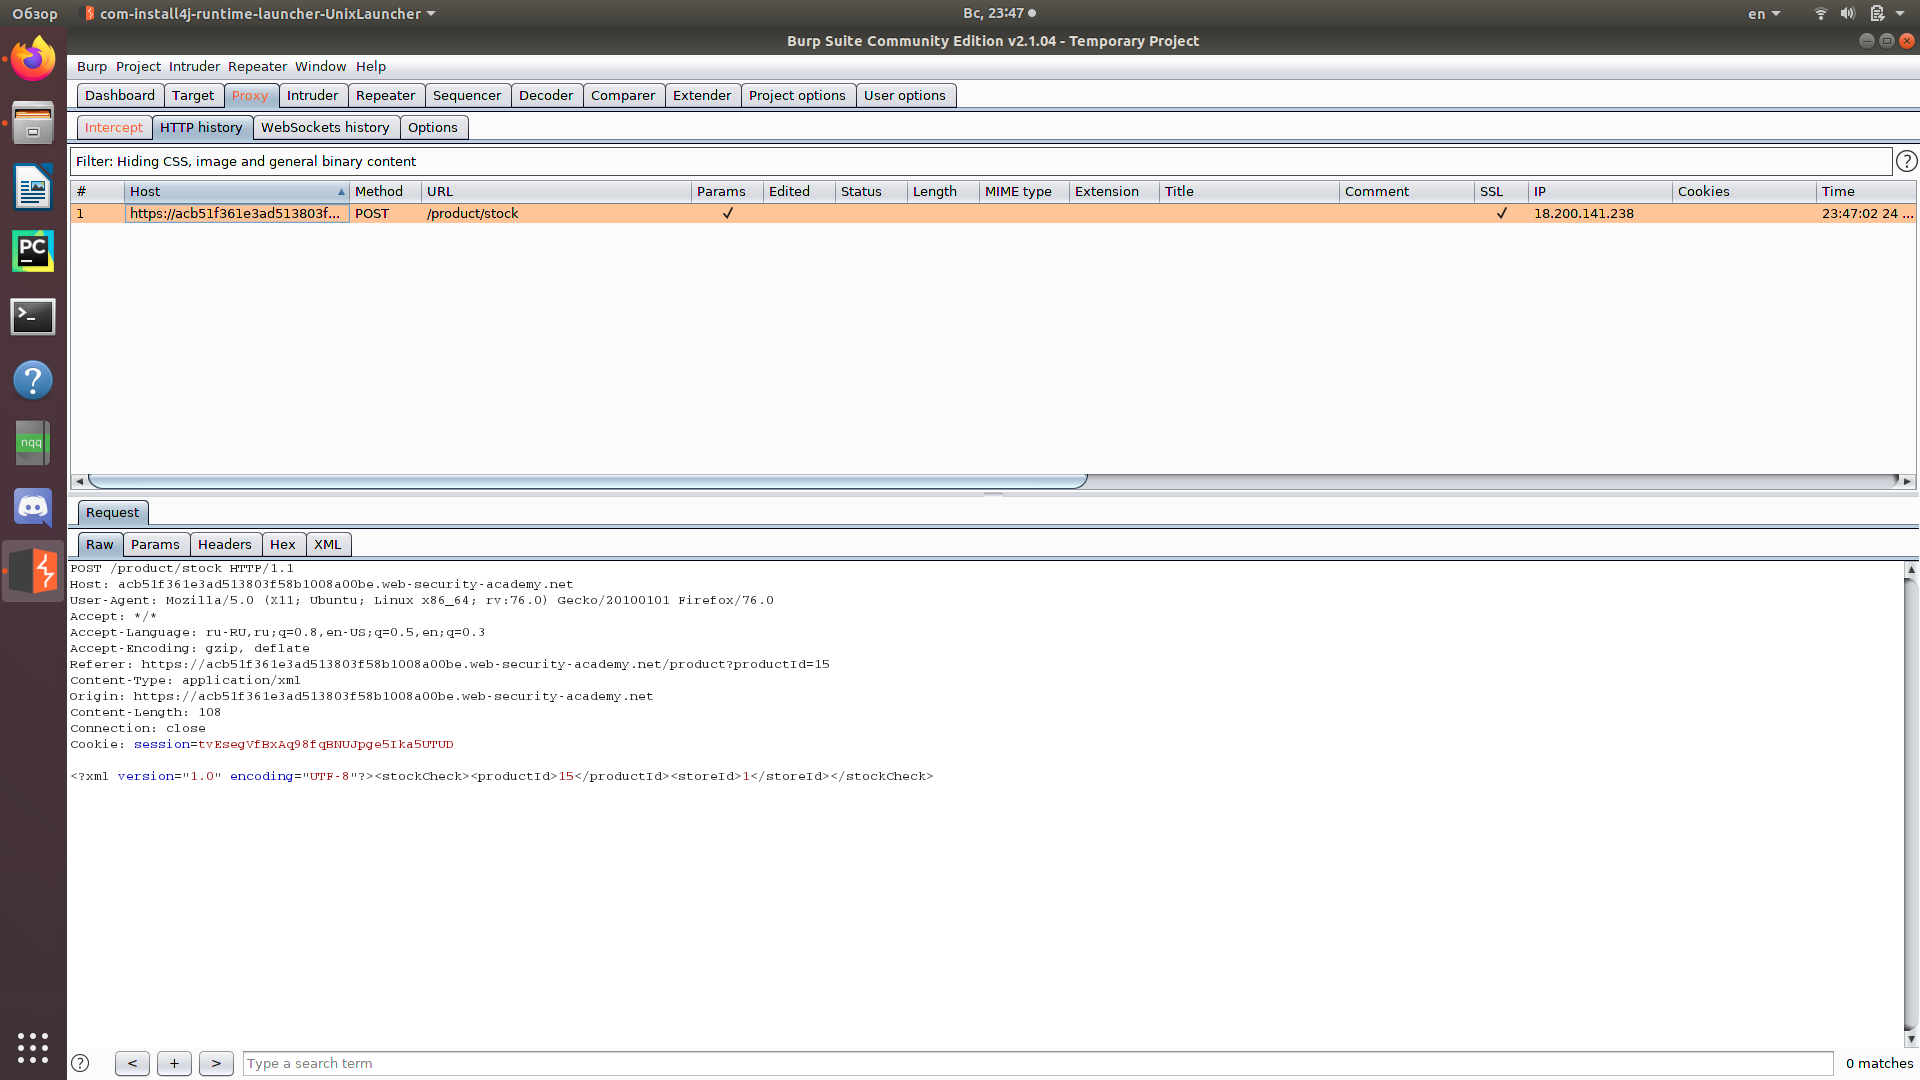 Обзор com-install4j-runtime-launcher-UnixLauncher Вс, 23:47 en
Burp Suite Community Edition v2.1.04 - Temporary Project
Burp Project Intruder Repeater Window Help
Dashboard Target Proxy Intruder Repeater Sequencer Decoder Comparer Extender Project options User options
Intercept HTTP history WebSockets history Options
Filter: Hiding CSS, image and general binary content ?
# Host Method URL Params Edited Status Length MIME type Extension Title Comment SSL IP Cookies Time
1 https://acb51f361e3ad513803f... POST /product/stock ✓ ✓ 18.200.141.238 23:47:02 24 ...
PC
>_
?
nqq
Request
Raw Params Headers Hex XML
POST /product/stock HTTP/1.1
Host: acb51f361e3ad513803f58b1008a00be.web-security-academy.net
User-Agent: Mozilla/5.0 (X11; Ubuntu; Linux x86_64; rv:76.0) Gecko/20100101 Firefox/76.0
Accept: */*
Accept-Language: ru-RU,ru;q=0.8,en-US;q=0.5,en;q=0.3
Accept-Encoding: gzip, deflate
Referer: https://acb51f361e3ad513803f58b1008a00be.web-security-academy.net/product?productId=15
Content-Type: application/xml
Origin: https://acb51f361e3ad513803f58b1008a00be.web-security-academy.net
Content-Length: 108
Connection: close
Cookie: session=tvEsegVfBxAq98fqBNUJpge5Ika5UTUD
<?xml version="1.0" encoding="UTF-8"?><stockCheck><productId>15</productId><storeId>1</storeId></stockCheck>
? < + > Type a search term 0 matches